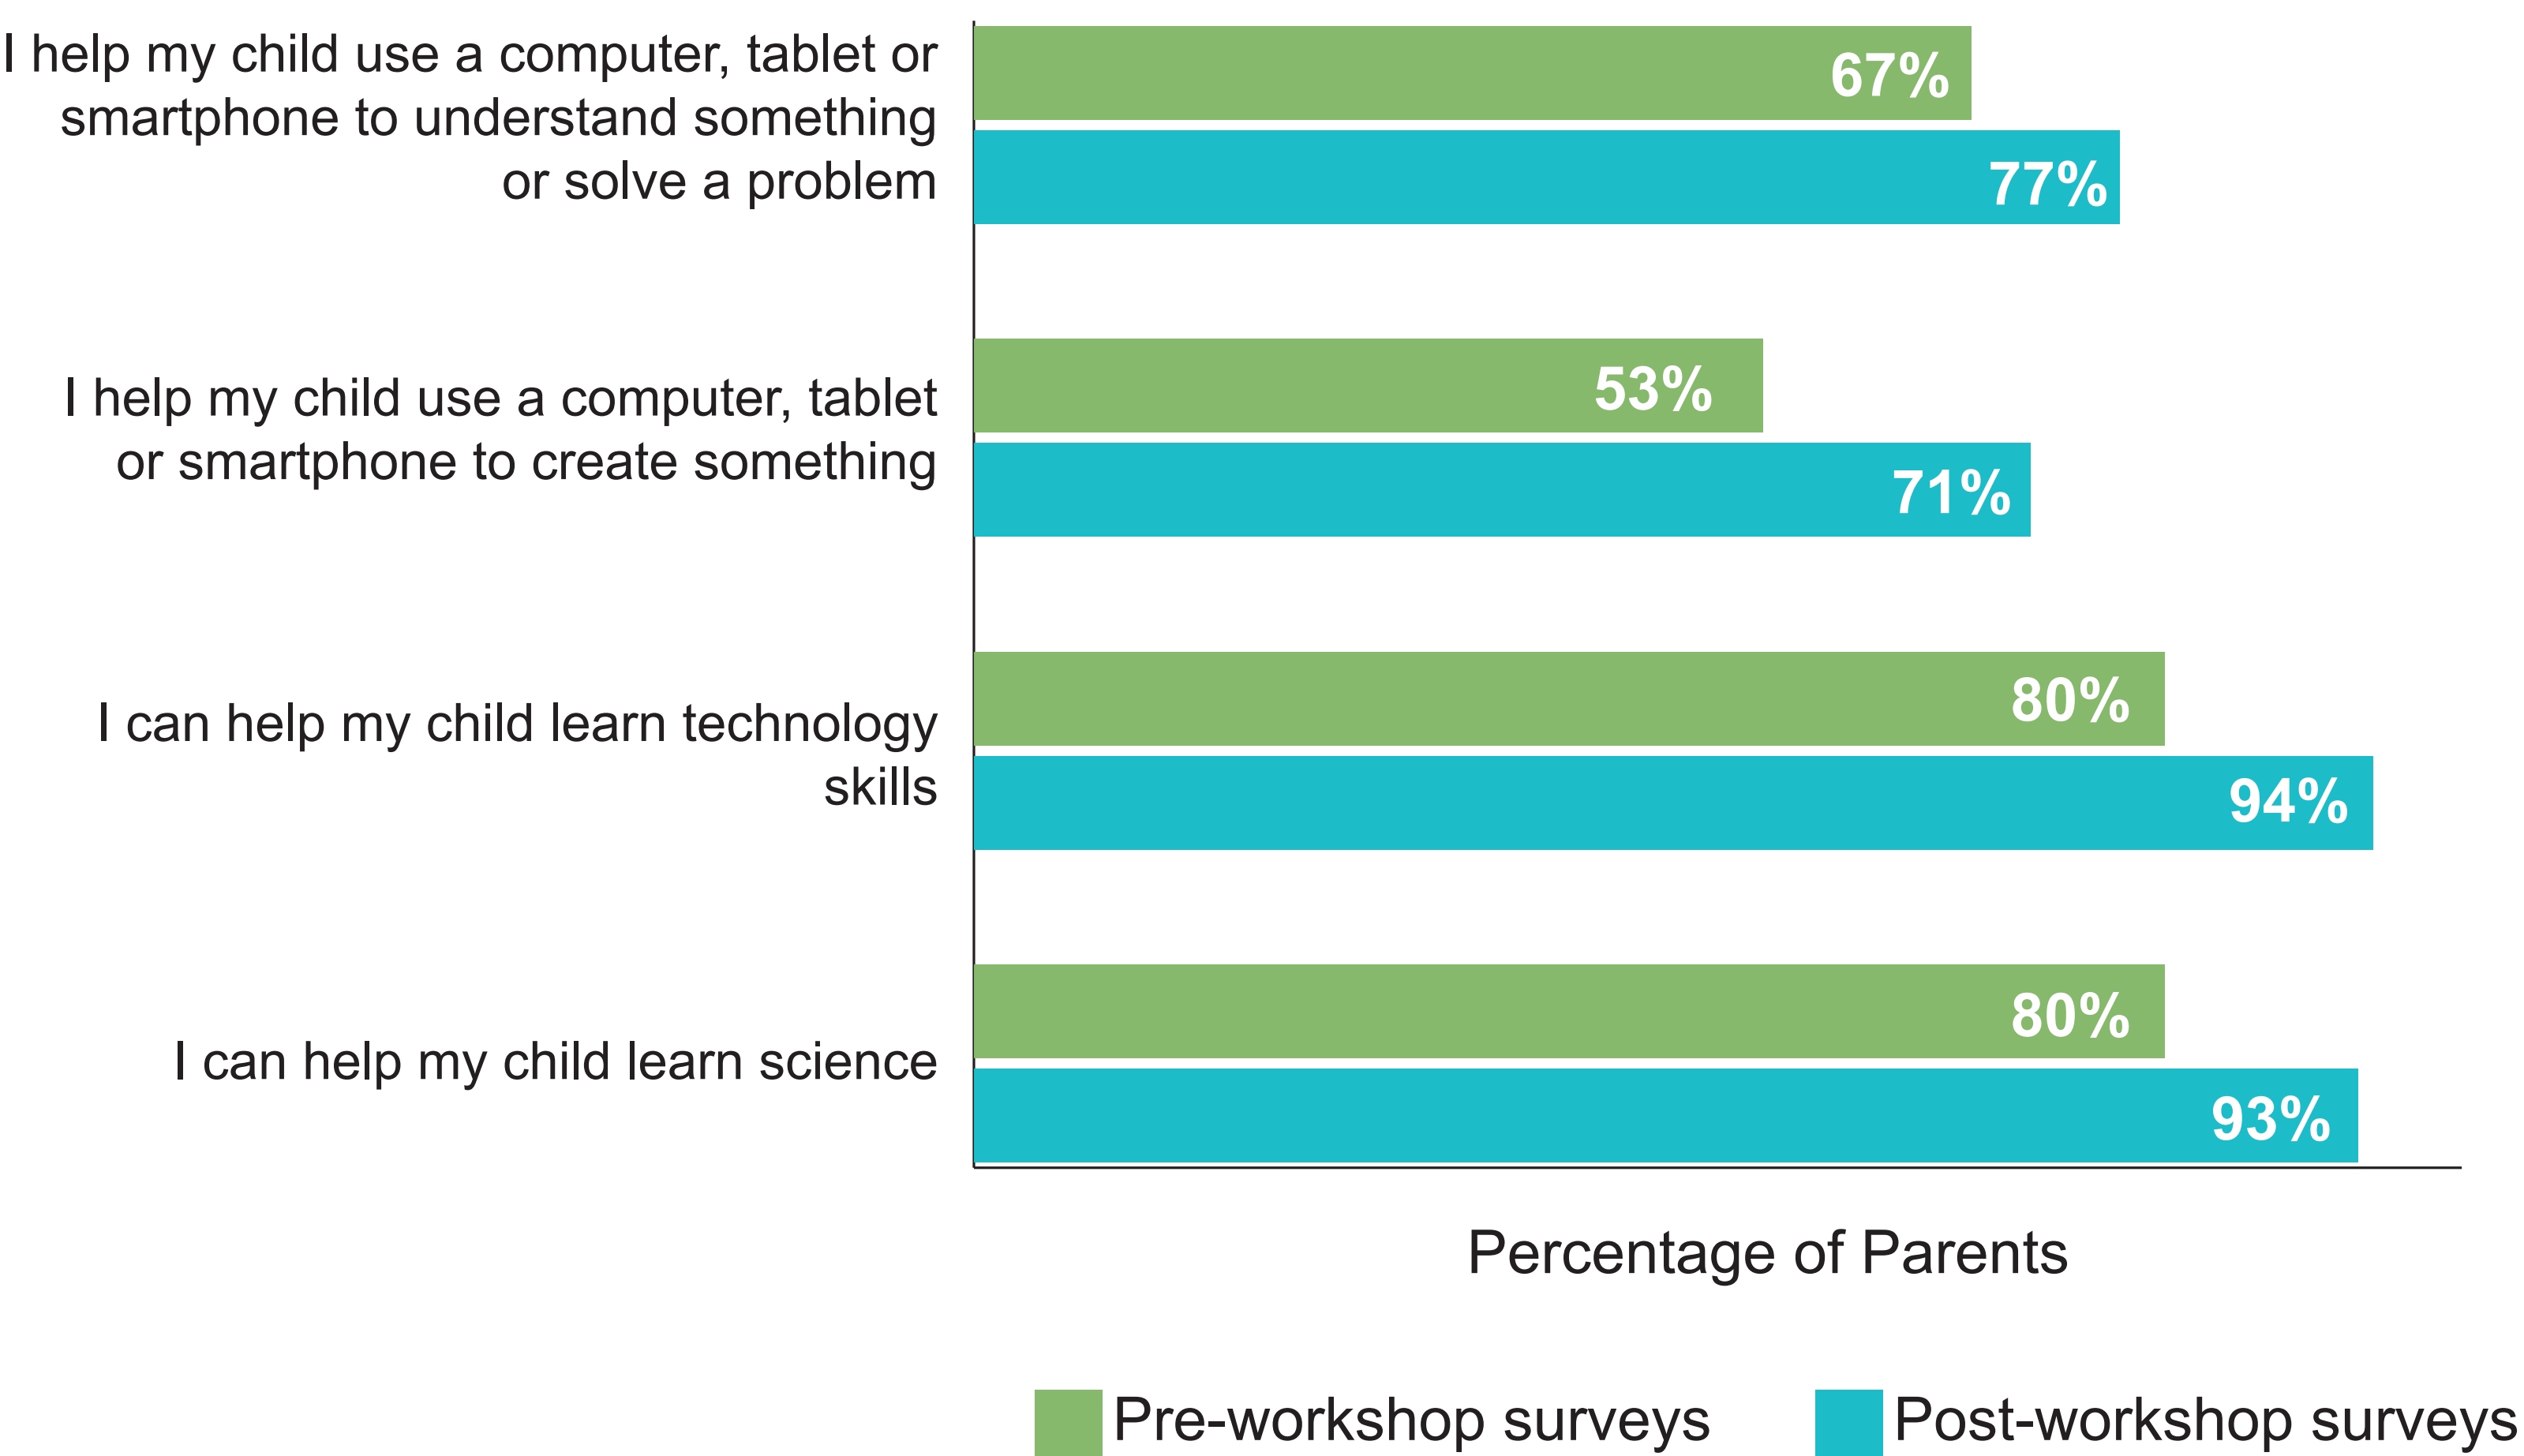 I help my child use a computer, tablet or
smartphone to understand something
or solve a problem
67%
77%
I help my child use a computer, tablet
or smartphone to create something
53%
71%
I can help my child learn technology
skills
80%
94%
I can help my child learn science
80%
93%
Percentage of Parents
Pre-workshop surveys
Post-workshop surveys